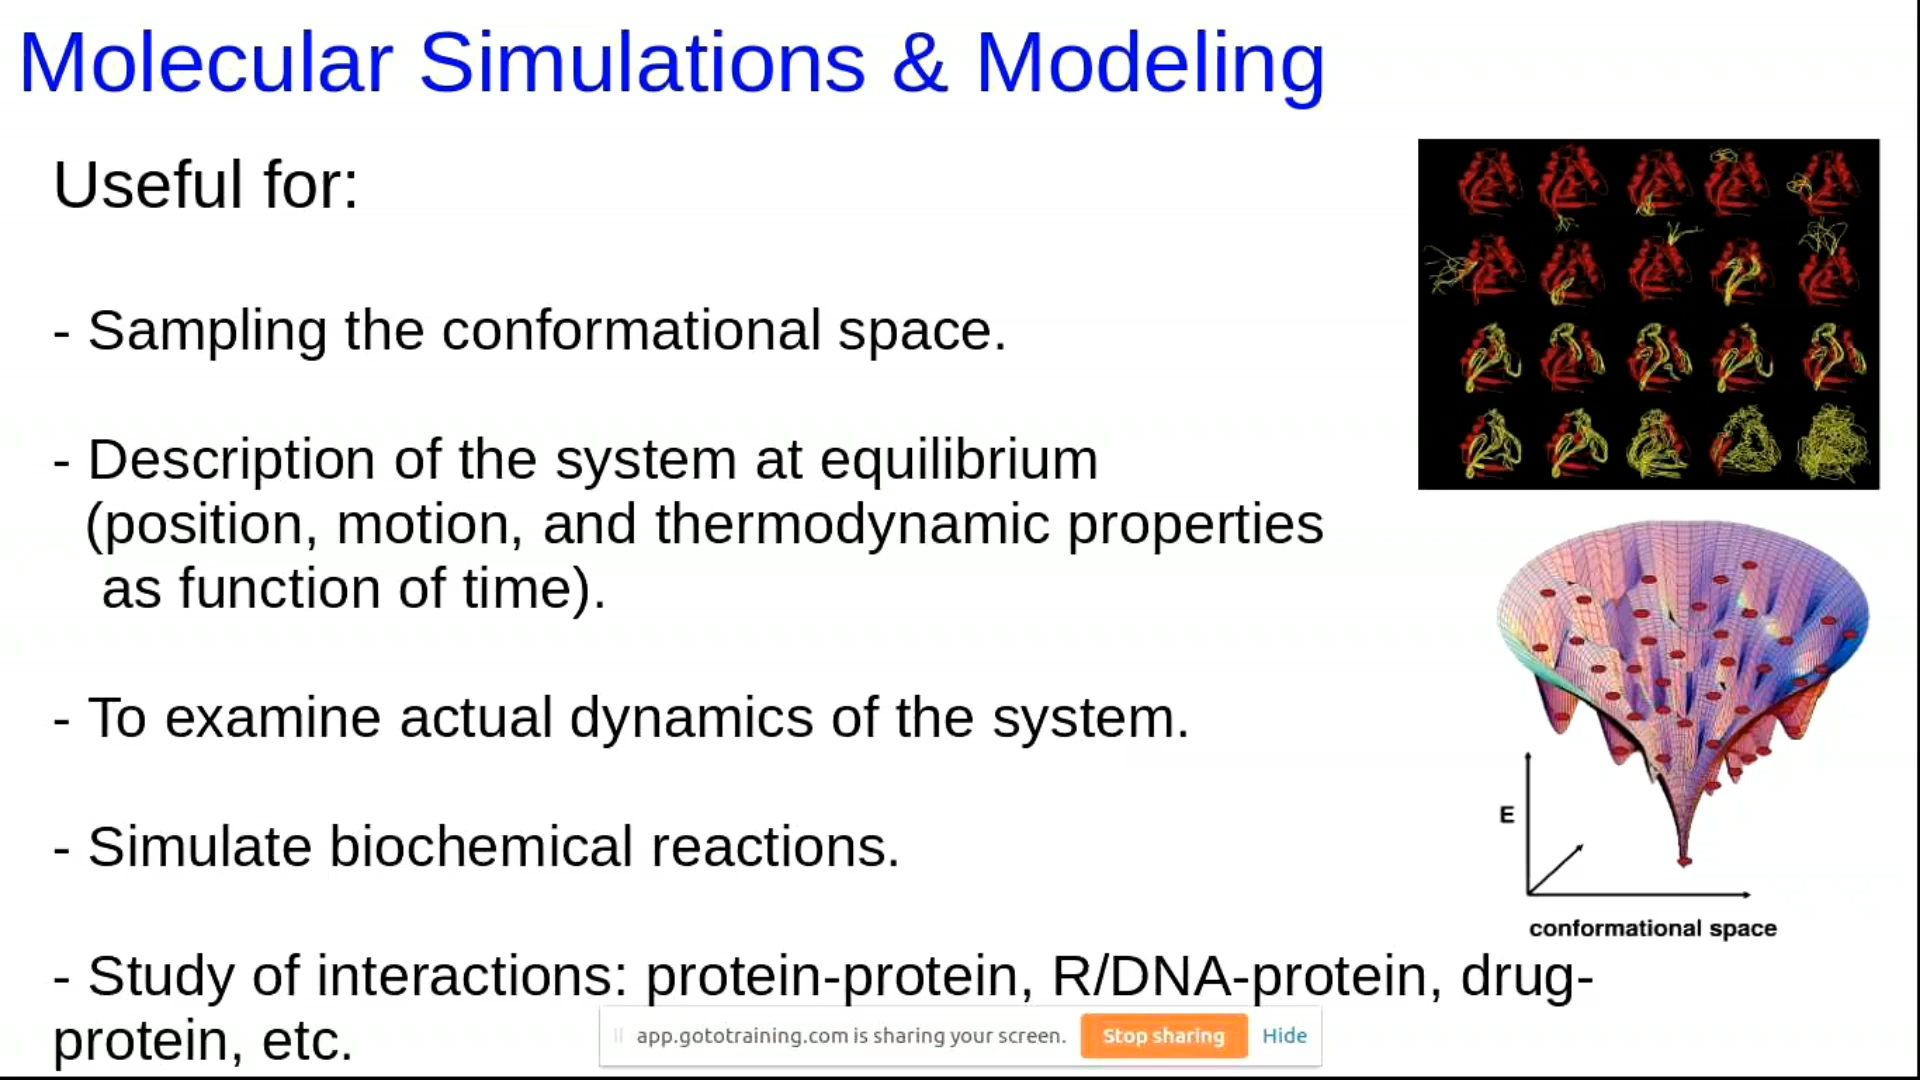 Molecular Simulations & Modeling
Useful for:
- Sampling the conformational space.
- Description of the system at equilibrium
(position, motion, and thermodynamic properties
as function of time).
- To examine actual dynamics of the system.
- Simulate biochemical reactions.
E
conformational space
- Study of interactions: protein-protein, R/DNA-protein, drug-
protein, etc.
app.gototraining.com is sharing your screen. Stop sharing Hide